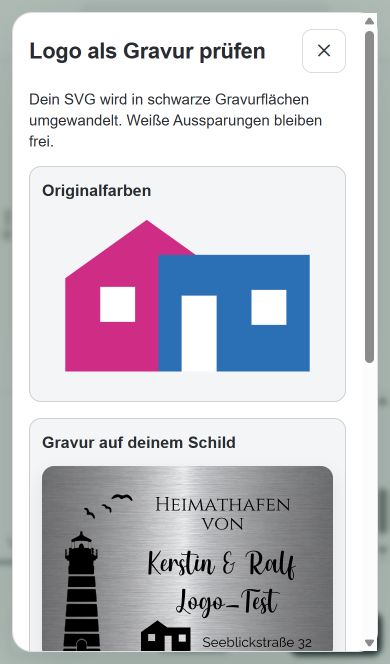 Logo als Gravur prüfen
Dein SVG wird in schwarze Gravurflächen
umgewandelt. Weiße Aussparungen bleiben
frei.
Originalfarben
Gravur auf deinem Schild
HEIMATHAFEN
VON
Kerstin & Ralf
Logo-Test
Seeblickstraße 32